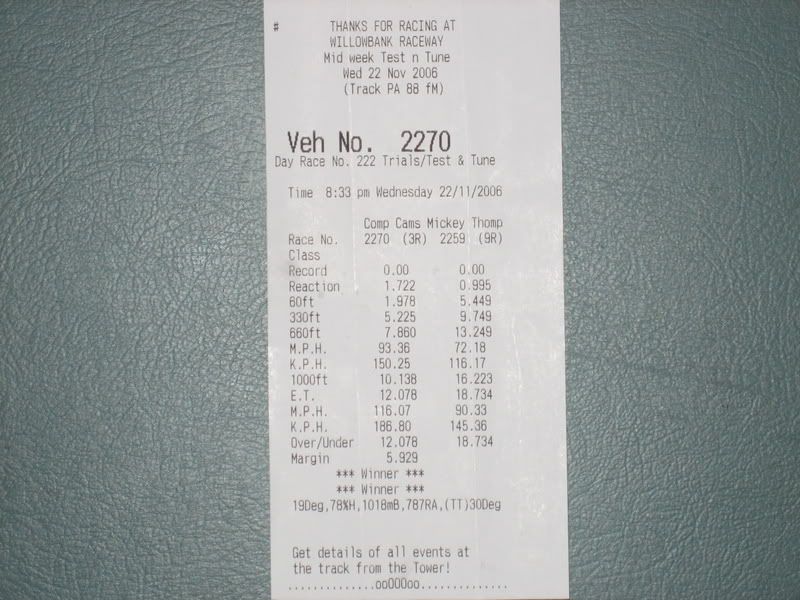 # THANKS FOR RACING AT
WILLOWBANK RACEWAY
Mid week Test n Tune
Wed 22 Nov 2006
(Track PA 88 fM)
Veh No. 2270
Day Race No. 222 Trials/Test & Tune
Time 8:33 pm Wednesday 22/11/2006
Comp Cams Mickey Thomp
Race No. 2270 (3R) 2259 (9R)
Class
Record 0.00 0.00
Reaction 1.722 0.995
60ft 1.978 5.449
330ft 5.225 9.749
660ft 7.860 13.249
M.P.H. 93.36 72.18
K.P.H. 150.25 116.17
1000ft 10.138 16.223
E.T. 12.078 18.734
M.P.H. 116.07 90.33
K.P.H. 186.80 145.36
Over/Under 12.078 18.734
Margin 5.929
*** Winner ***
*** Winner ***
19Deg,78%H,1018mB,787RA,(TT)30Deg
Get details of all events at
the track from the Tower!
..............oo000oo..............